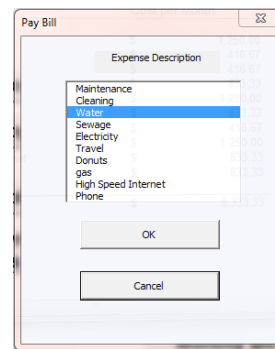 Pay Bill
Expense Description
Maintenance
Cleaning
Water
Sewage
Electricity
Travel
Donuts
gas
High Speed Internet
Phone
OK
Cancel